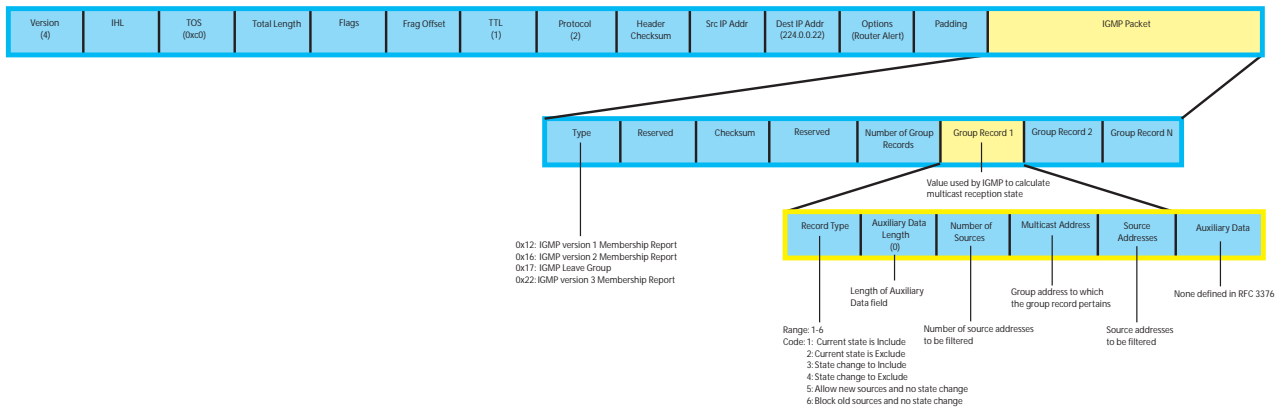 Version
(4)
IHL
TOS
(0xc0)
Total Length
Flags
Frag Offset
TTL
(1)
Protocol
(2)
Header
Checksum
Src IP Addr
Dest IP Addr
(224.0.0.22)
Options
(Router Alert)
Padding
IGMP Packet
Type
Reserved
Checksum
Reserved
Number of Group
Records
Group Record 1
Group Record 2
Group Record N
Value used by IGMP to calculate
multicast reception state
Record Type
Auxiliary Data
Length
(0)
Number of
Sources
Multicast Address
Source
Addresses
Auxiliary Data
0x12: IGMP version 1 Membership Report
0x16: IGMP version 2 Membership Report
0x17: IGMP Leave Group
0x22: IGMP version 3 Membership Report
Length of Auxiliary
Data field
Group address to which
the group record pertains
None defined in RFC 3376
Range: 1-6
Code: 1: Current state is Include
2: Current state is Exclude
3: State change to Include
4: State change to Exclude
5: Allow new sources and no state change
6: Block old sources and no state change
Number of source addresses
to be filtered
Source addresses
to be filtered